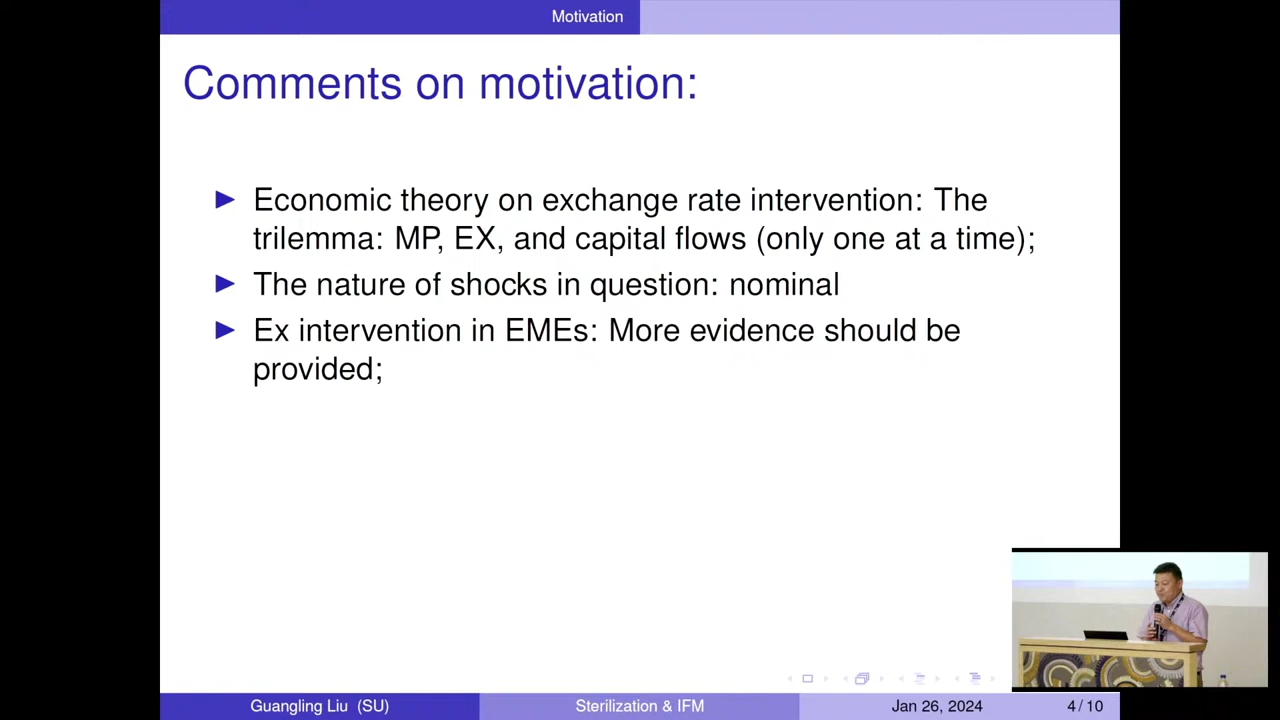 Motivation
Comments on motivation:
Economic theory on exchange rate intervention: The
trilemma: MP, EX, and capital flows (only one at a time);
The nature of shocks in question: nominal
Ex intervention in EMEs: More evidence should be
provided;
Guangling Liu (SU)
Sterilization & IFM
Jan 26, 2024
4 / 10